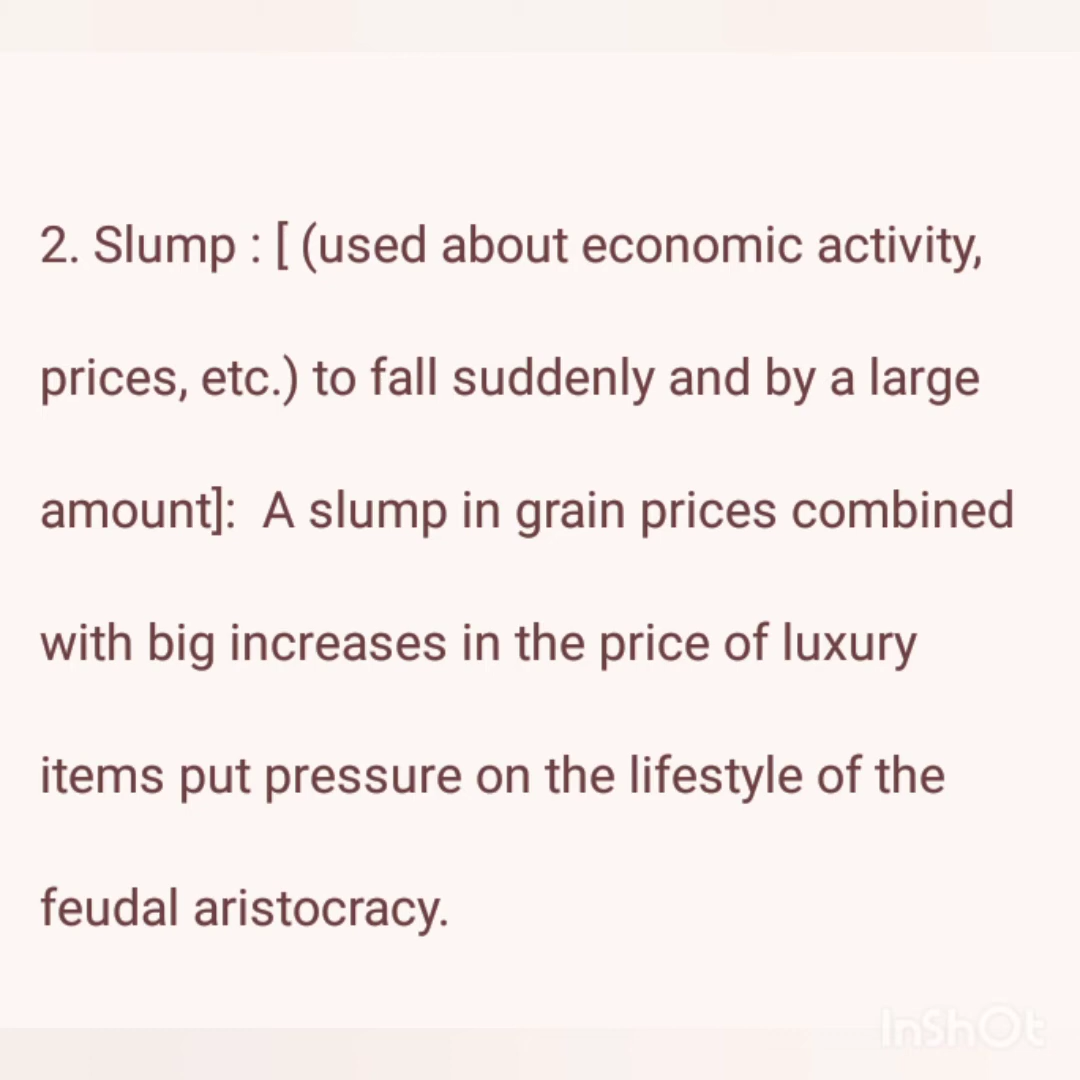 2. Slump : [ (used about economic activity,
prices, etc.) to fall suddenly and by a large
amount]:  A slump in grain prices combined
with big increases in the price of luxury
items put pressure on the lifestyle of the
feudal aristocracy.
InShOt